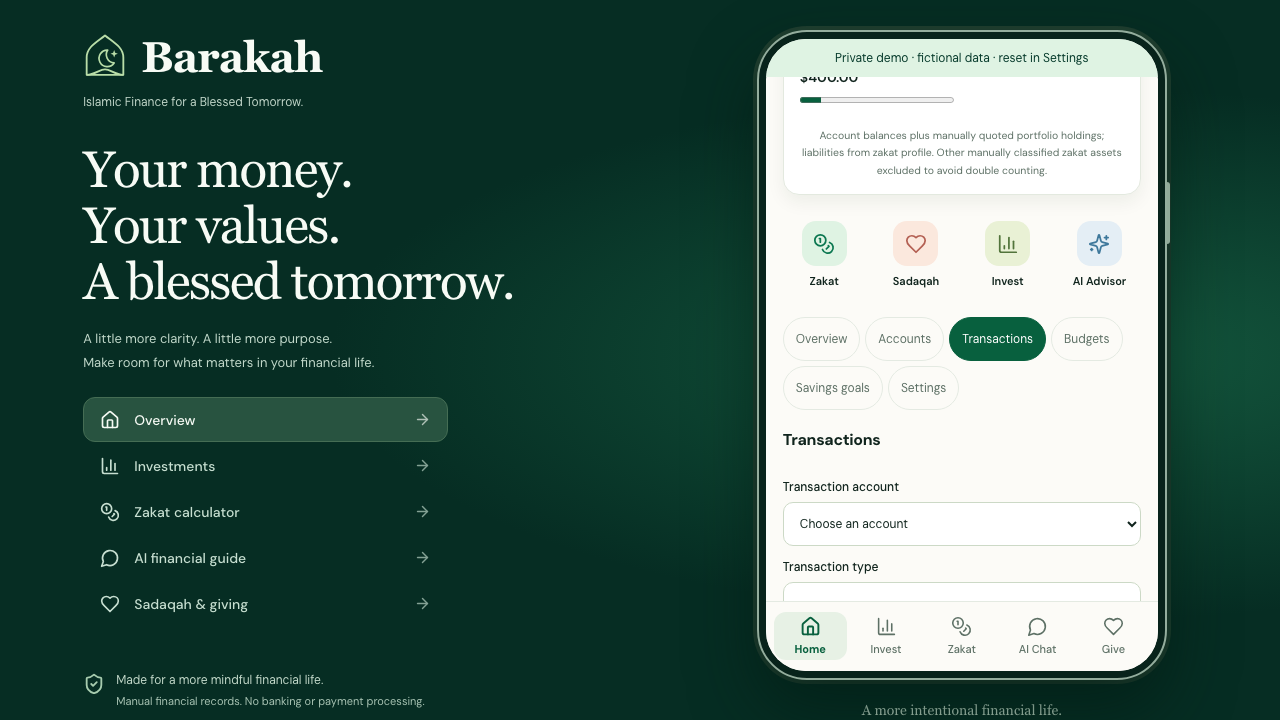 Barakah
Islamic Finance for a Blessed Tomorrow.
Your money.
Your values.
A blessed tomorrow.
A little more clarity. A little more purpose.
Make room for what matters in your financial life.
Overview
Investments
Zakat calculator
AI financial guide
Sadaqah & giving
Made for a more mindful financial life.
Manual financial records. No banking or payment processing.
Private demo · fictional data · reset in Settings
$400.00
Account balances plus manually quoted portfolio holdings;
liabilities from zakat profile. Other manually classified zakat assets
excluded to avoid double counting.
Zakat Sadaqah Invest AI Advisor
Overview Accounts Transactions Budgets
Savings goals Settings
Transactions
Transaction account
Choose an account
Transaction type
Home Invest Zakat AI Chat Give
A more intentional financial life.